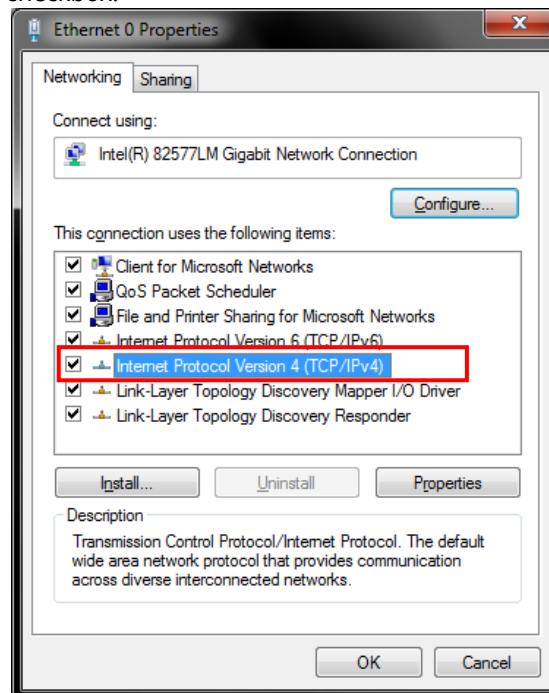 checkbox.
Ethernet 0 Properties
Networking Sharing
Connect using:
Intel(R) 82577LM Gigabit Network Connection
Configure...
This connection uses the following items:
Client for Microsoft Networks
QoS Packet Scheduler
File and Printer Sharing for Microsoft Networks
Internet Protocol Version 6 (TCP/IPv6)
Internet Protocol Version 4 (TCP/IPv4)
Link-Layer Topology Discovery Mapper I/O Driver
Link-Layer Topology Discovery Responder
Install... Uninstall Properties
Description
Transmission Control Protocol/Internet Protocol. The default
wide area network protocol that provides communication
across diverse interconnected networks.
OK Cancel